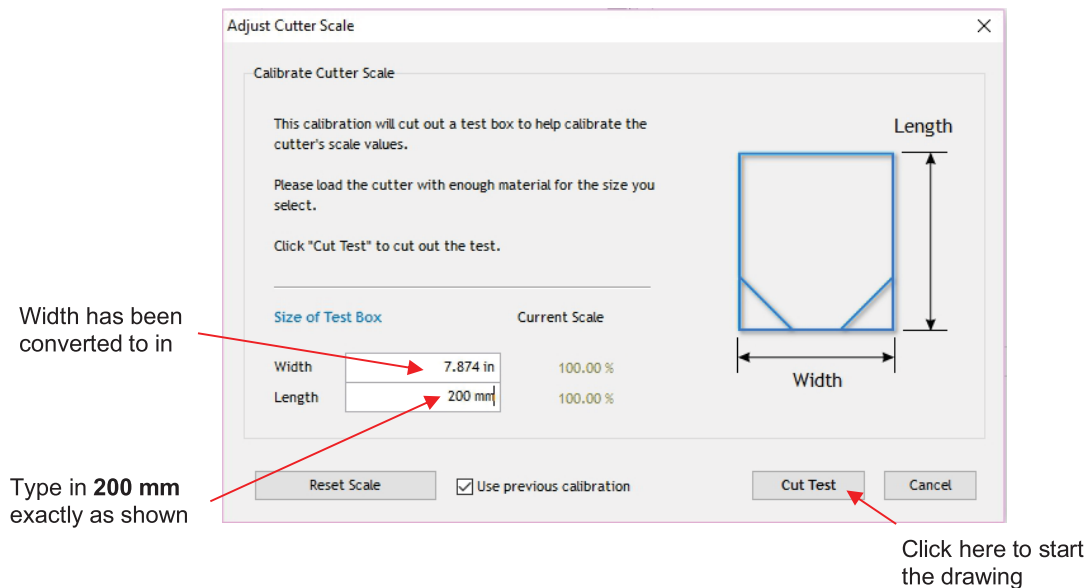 Adjust Cutter Scale
Calibrate Cutter Scale
This calibration will cut out a test box to help calibrate the
cutter's scale values.
Please load the cutter with enough material for the size you
select.
Click "Cut Test" to cut out the test.
Length
Width
Size of Test Box
Current Scale
Width has been
converted to in
Width 7.874 in 100.00 %
Length 200 mm 100.00 %
Type in 200 mm
exactly as shown
Reset Scale
Use previous calibration
Cut Test
Cancel
Click here to start
the drawing